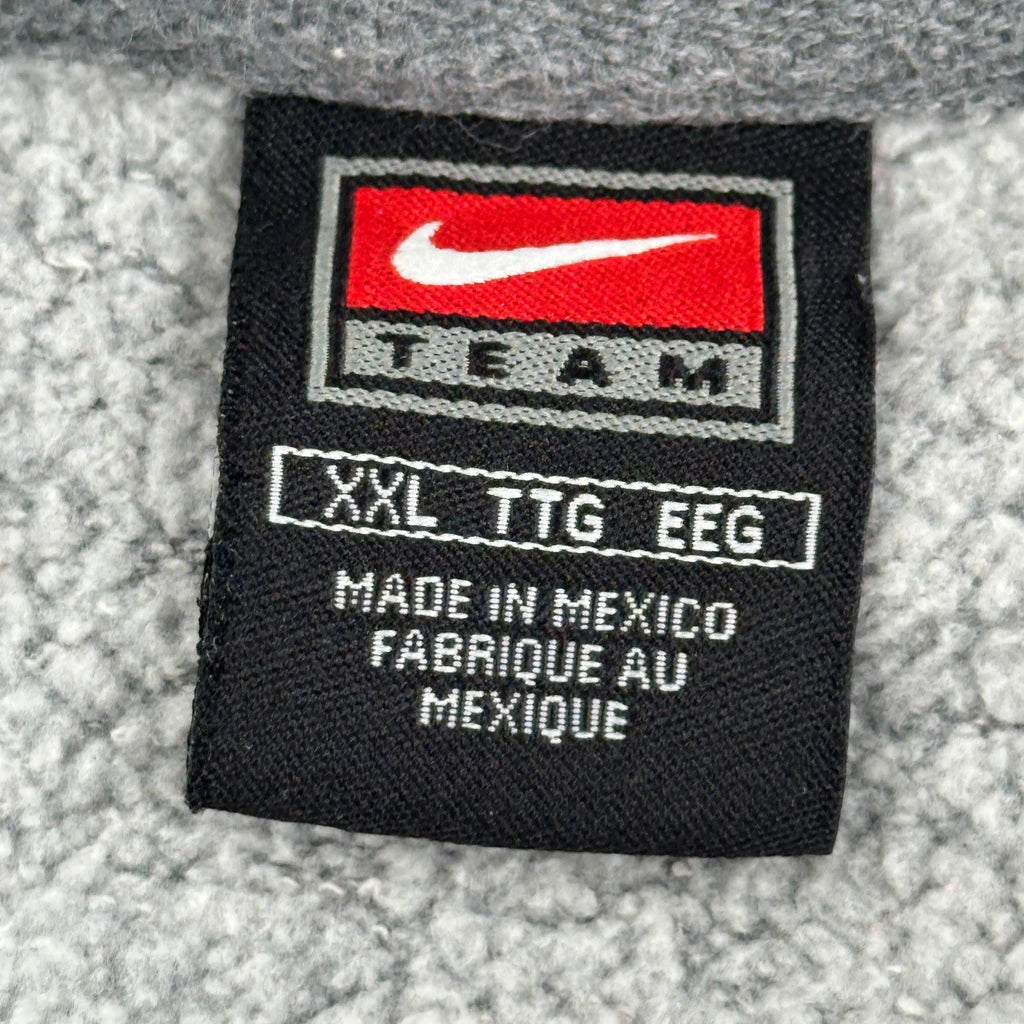 TEAM
XXL TTG EEG
MADE IN MEXICO
FABRIQUE AU
MEXIQUE